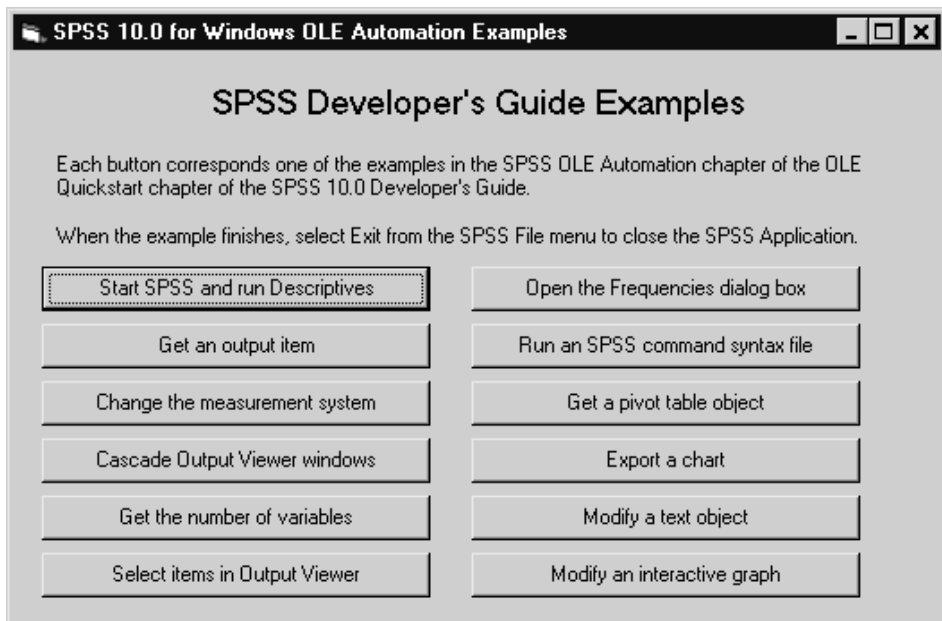 SPSS 10.0 for Windows OLE Automation Examples
SPSS Developer's Guide Examples
Each button corresponds one of the examples in the SPSS OLE Automation chapter of the OLE
Quickstart chapter of the SPSS 10.0 Developer's Guide.
When the example finishes, select Exit from the SPSS File menu to close the SPSS Application.
Start SPSS and run Descriptives
Open the Frequencies dialog box
Get an output item
Run an SPSS command syntax file
Change the measurement system
Get a pivot table object
Cascade Output Viewer windows
Export a chart
Get the number of variables
Modify a text object
Select items in Output Viewer
Modify an interactive graph